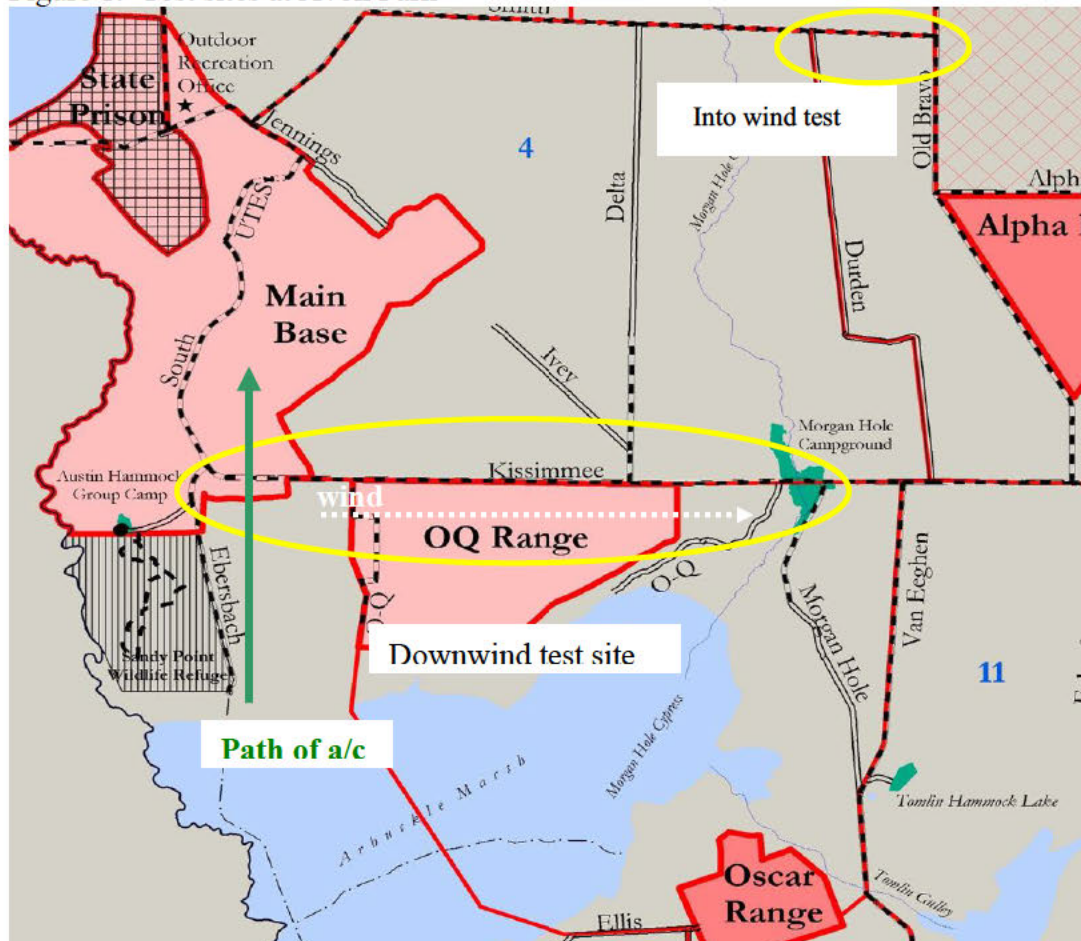 Smith
Outdoor
Recreation
Office
State
Prison
Jennings
4
Into wind test
Old Bravo
Delta
Morgan Hole
UTES
Alpha
Durden
Main
Base
South
Ivey
Morgan Hole
Campground
Kissimmee
Austin Hammock
Group Camp
wind
OQ Range
O-Q
O-Q
Ebersbach
Van Eeghen
Downwind test site
Morgan Hole
Sandy Point
Wildlife Refuge
11
Path of a/c
Morgan Hole Cypress
Arbuckle Marsh
Tomlin Hammock Lake
Oscar
Range
Tomlin Gulley
Ellis